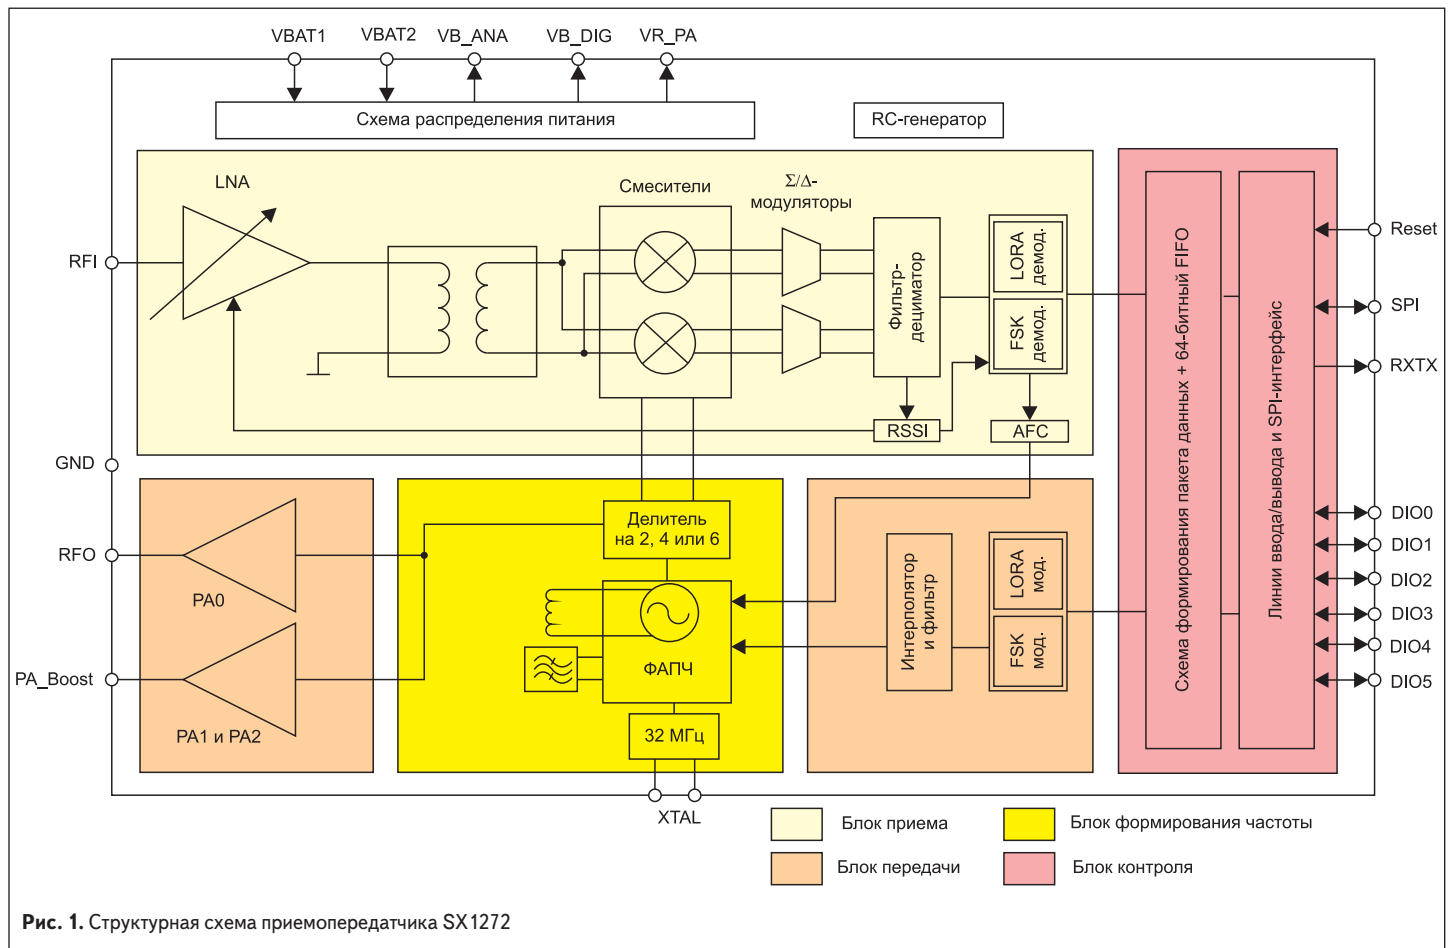 VBAT1
VBAT2
VB_ANA
VB_DIG
VR_PA
Схема распределения питания
RC-генератор
LNA
Смесители
Σ/Δ-
модуляторы
RFI
Фильтр-
дециматор
LORA
демод.
FSK
демод.
RSSI
AFC
Схема формирования пакета данных + 64-битный FIFO
Линии ввода/вывода и SPI-интерфейс
Reset
SPI
RXTX
GND
RFO
PA_Boost
PA0
PA1 и PA2
Делитель
на 2, 4 или 6
ФАПЧ
32 МГц
XTAL
Интерполятор
и фильтр
LORA
мод.
FSK
мод.
DIO0
DIO1
DIO2
DIO3
DIO4
DIO5
Блок приема
Блок формирования частоты
Блок передачи
Блок контроля
Рис. 1. Структурная схема приемопередатчика SX1272